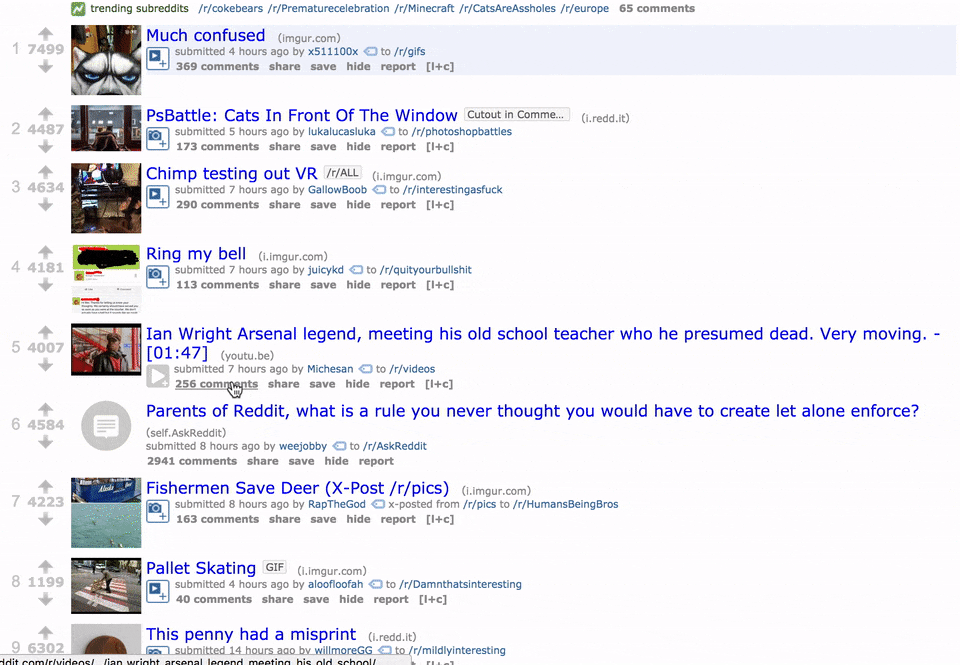 trending subreddits /r/cokebears /r/Prematurecelebration /r/Minecraft /r/CatsAreAssholes /r/europe 65 comments
1 7499 Much confused (imgur.com)
submitted 4 hours ago by x511100x to /r/gifs
369 comments share save hide report [l+c]
2 4487 PsBattle: Cats In Front Of The Window Cutout in Comme... (i.redd.it)
submitted 5 hours ago by lukalucasluka to /r/photoshopbattles
173 comments share save hide report [l+c]
3 4634 Chimp testing out VR /r/ALL (i.imgur.com)
submitted 7 hours ago by GallowBoob to /r/interestingasfuck
290 comments share save hide report [l+c]
4 4181 Ring my bell (i.imgur.com)
submitted 7 hours ago by juicykd to /r/quityourbullshit
113 comments share save hide report [l+c]
5 4007 Ian Wright Arsenal legend, meeting his old school teacher who he presumed dead. Very moving. -
[01:47] (youtu.be)
submitted 7 hours ago by Michesan to /r/videos
256 comments share save hide report [l+c]
6 4584 Parents of Reddit, what is a rule you never thought you would have to create let alone enforce?
(self.AskReddit)
submitted 8 hours ago by weejobby to /r/AskReddit
2941 comments share save hide report
7 4223 Fishermen Save Deer (X-Post /r/pics) (i.imgur.com)
submitted 8 hours ago by RapTheGod x-posted from /r/pics to /r/HumansBeingBros
163 comments share save hide report [l+c]
8 1199 Pallet Skating GIF (i.imgur.com)
submitted 4 hours ago by aloofloofah to /r/Damnthatsinteresting
40 comments share save hide report [l+c]
9 6302 This penny had a misprint (i.redd.it)
submitted 14 hours ago by willmoreGG to /r/mildlyinteresting
ddit.com/r/videos/.../ian_wright_arsenal_legend_meeting_his_old_school/ [l+c]